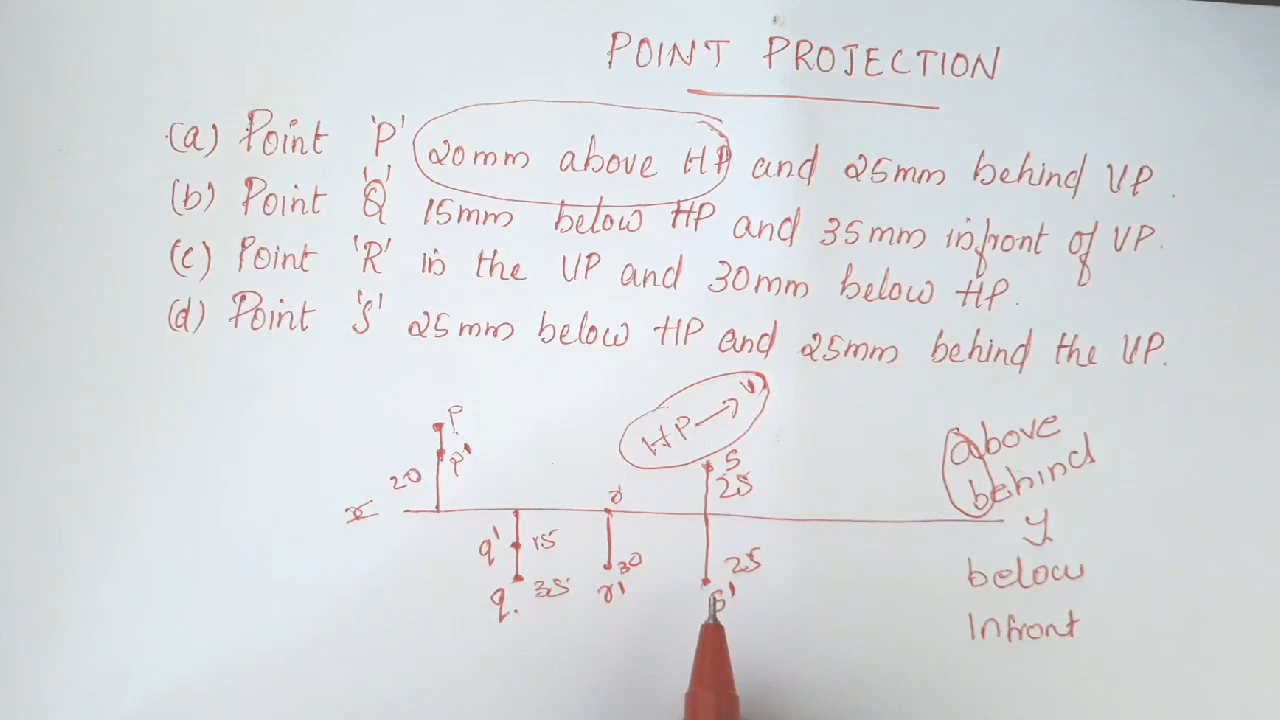 POINT PROJECTION
(a) Point 'P' 20mm above HP and 25mm behind VP.
(b) Point 'Q' 15mm below HP and 35mm infront of VP.
(c) Point 'R' in the VP and 30mm below HP.
(d) Point 'S' 25mm below HP and 25mm behind the VP.
HP → V
P
p'
20
x
q' 15
q. 35
r
30
r'
S
25
25
S'
above
behind
y
below
Infront